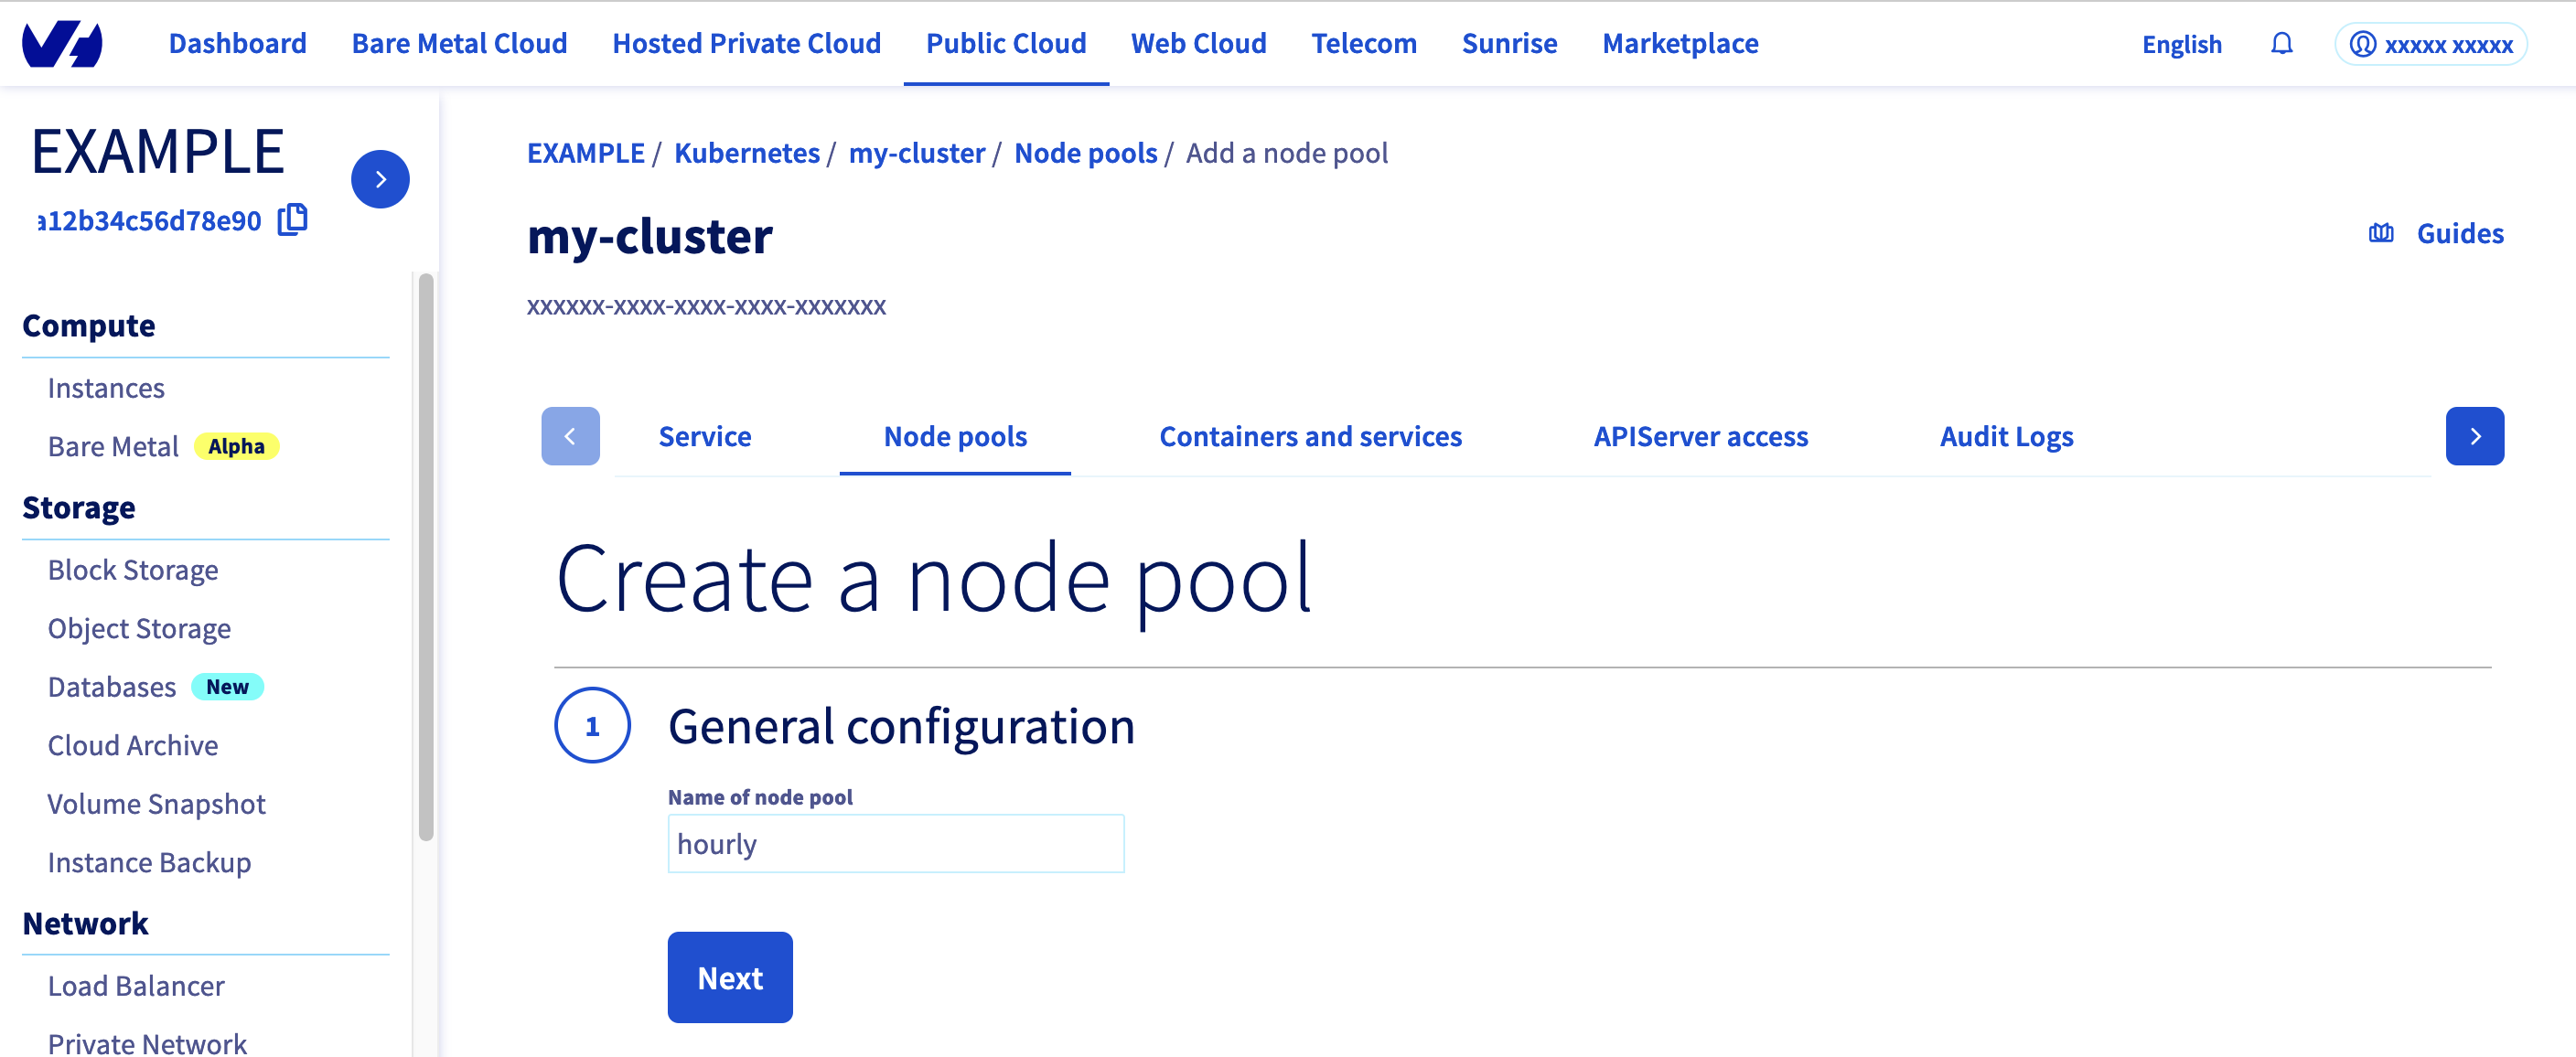 Dashboard Bare Metal Cloud Hosted Private Cloud Public Cloud Web Cloud Telecom Sunrise Marketplace English xxxxx xxxxx
EXAMPLE
a12b34c56d78e90
Compute
Instances
Bare Metal Alpha
Storage
Block Storage
Object Storage
Databases New
Cloud Archive
Volume Snapshot
Instance Backup
Network
Load Balancer
Private Network
EXAMPLE / Kubernetes / my-cluster / Node pools / Add a node pool
my-cluster
Guides
xxxxxx-xxxx-xxxx-xxxx-xxxxxxx
Service Node pools Containers and services APIServer access Audit Logs
Create a node pool
1 General configuration
Name of node pool
hourly
Next